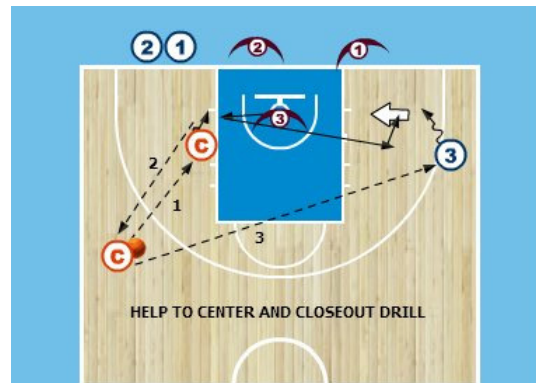 2 1 2 1
3
C 3
2
1
C 3
HELP TO CENTER AND CLOSEOUT DRILL